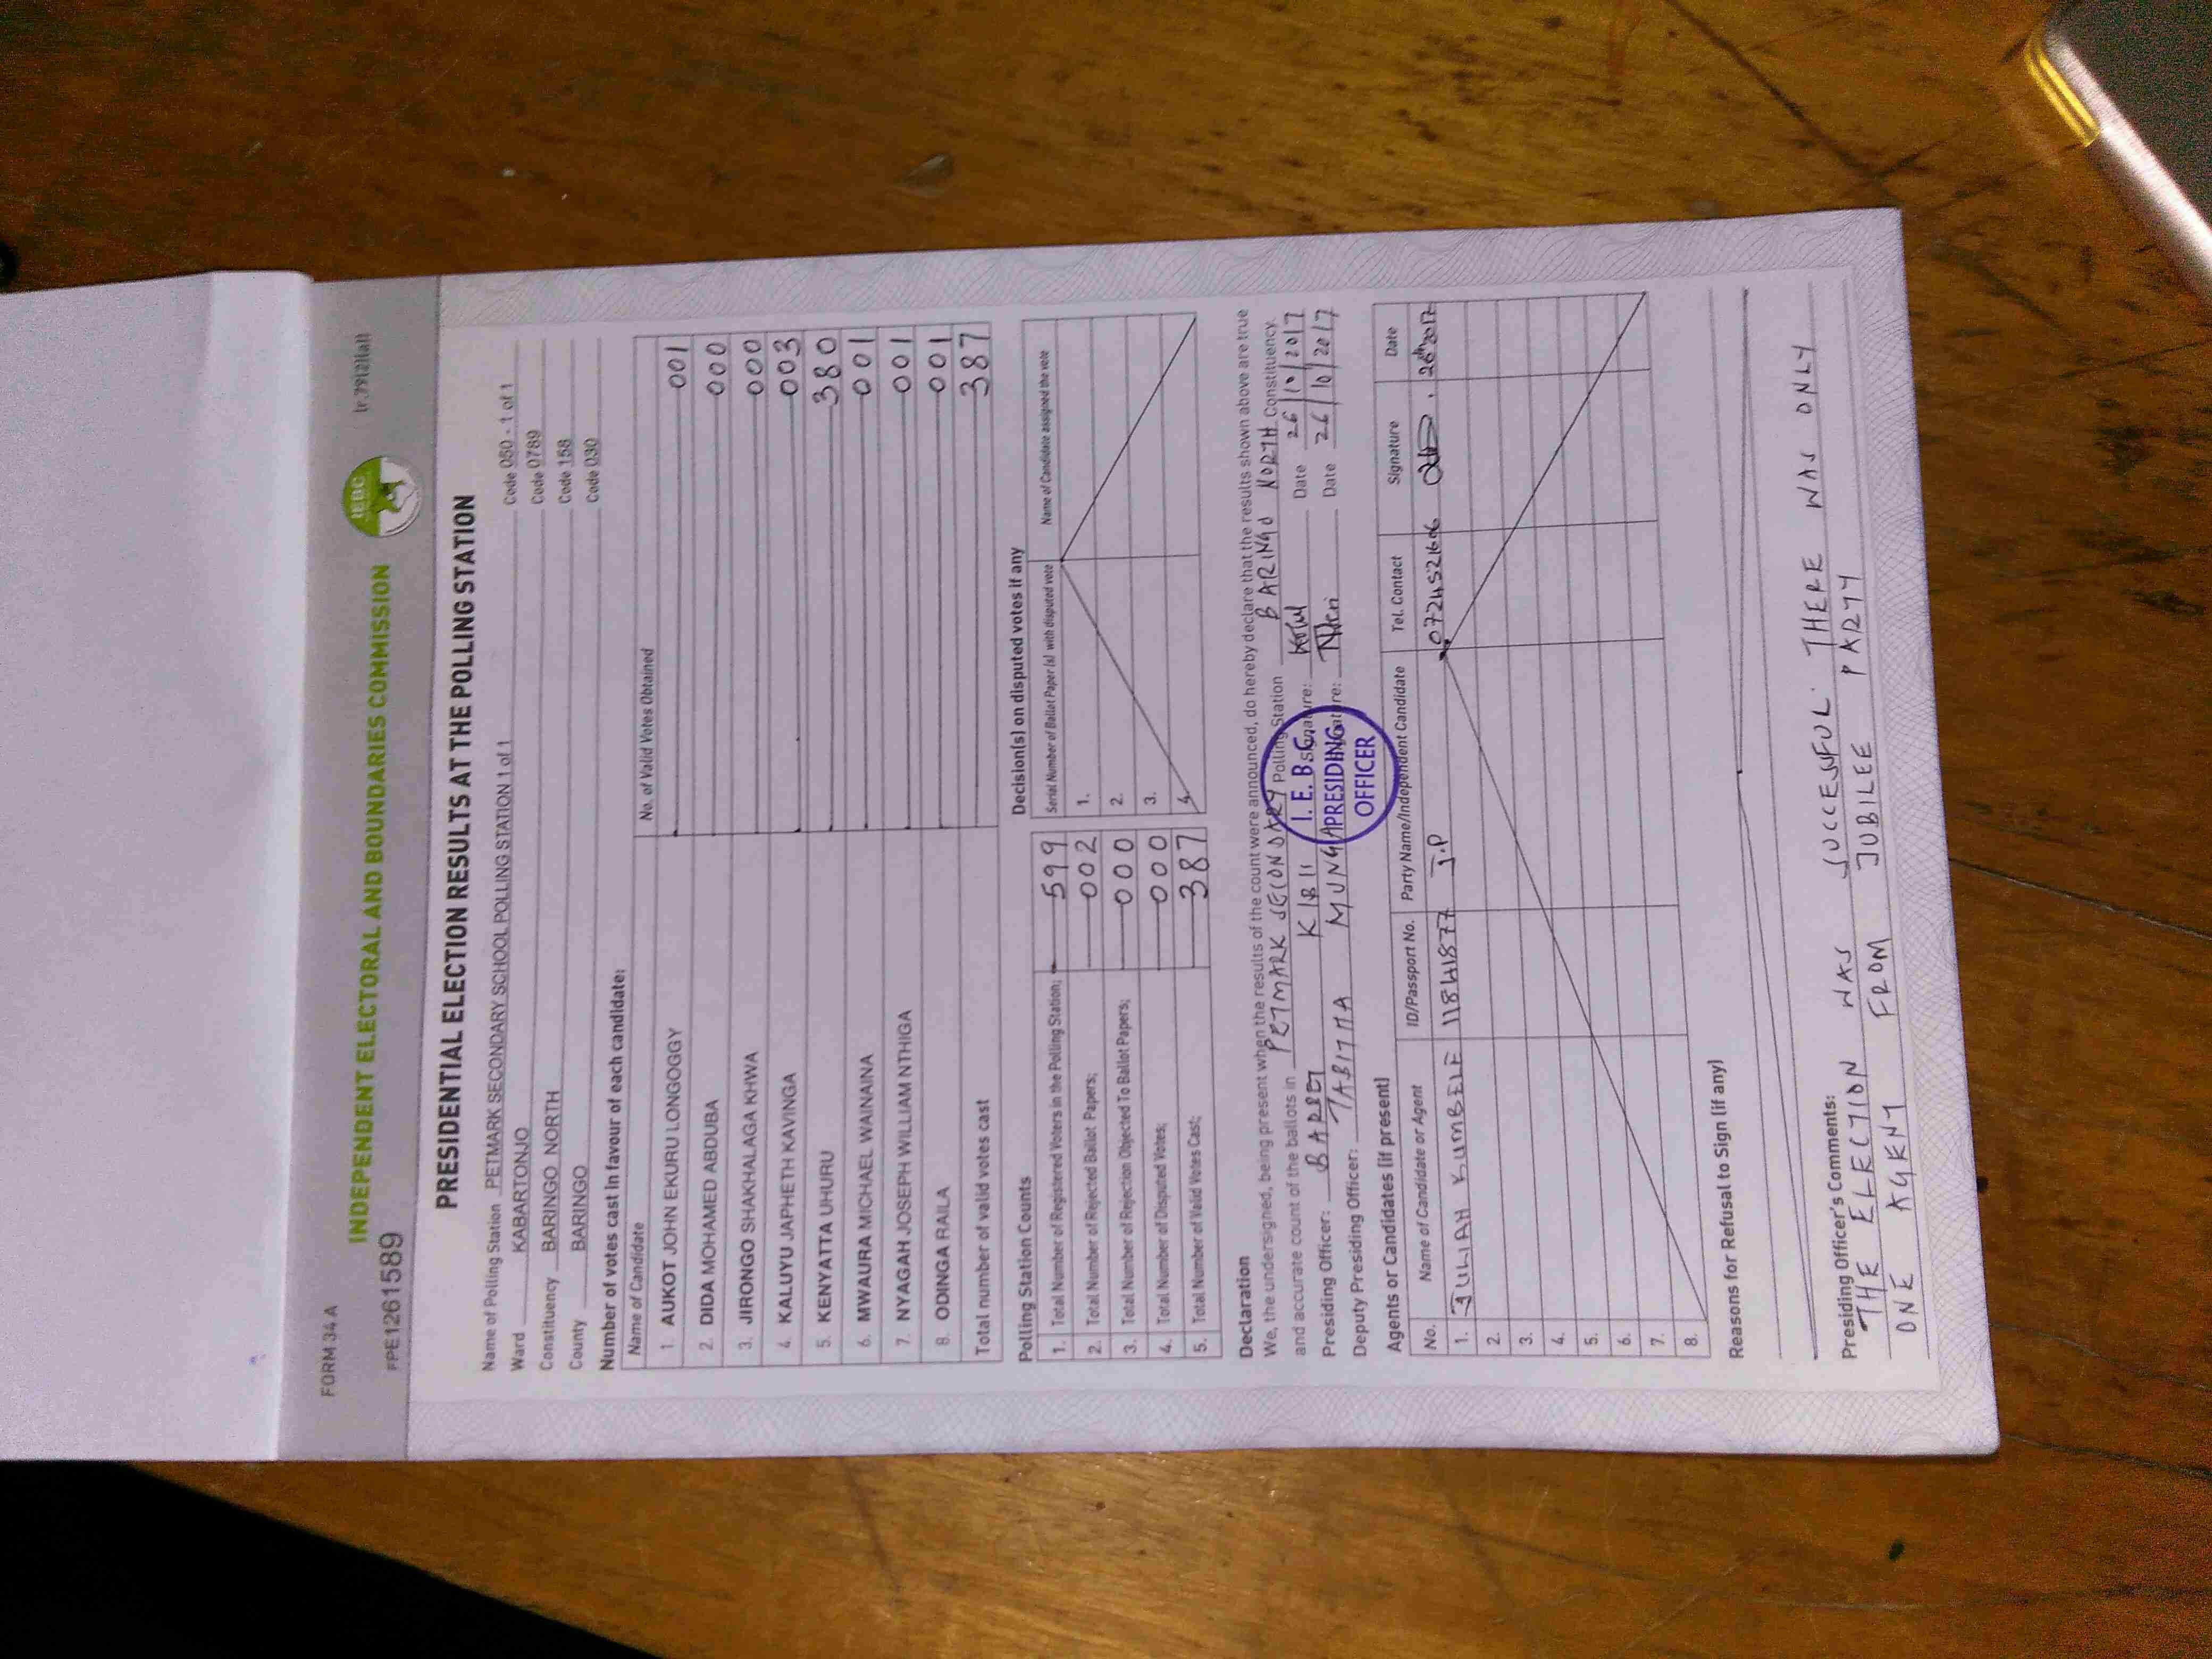 FORM 34 A
INDEPENDENT ELECTORAL AND BOUNDARIES COMMISSION
IEBC
(r.79(2)(a))
PPE1261589
PRESIDENTIAL ELECTION RESULTS AT THE POLLING STATION
Name of Polling Station PETMARK SECONDARY SCHOOL POLLING STATION 1 of 1 Code 050 - 1 of 1
Ward KABARTONJO Code 0789
Constituency BARINGO NORTH Code 158
County BARINGO Code 030
Number of votes cast in favour of each candidate:
Name of Candidate No. of Valid Votes Obtained
1. AUKOT JOHN EKURU LONGOGGY 001
2. DIDA MOHAMED ABDUBA 000
3. JIRONGO SHAKHALAGA KHWA 000
4. KALUYU JAPHETH KAVINGA 003
5. KENYATTA UHURU 380
6. MWAURA MICHAEL WAINAINA 001
7. NYAGAH JOSEPH WILLIAM NTHIGA 001
8. ODINGA RAILA 001
Total number of valid votes cast 387
Polling Station Counts
1. Total Number of Registered Voters in the Polling Station; 599
2. Total Number of Rejected Ballot Papers; 002
3. Total Number of Rejection Objected To Ballot Papers; 000
4. Total Number of Disputed Votes; 000
5. Total Number of Valid Votes Cast; 387
Decision(s) on disputed votes if any
Serial Number of Ballot Paper (s) with disputed vote Name of Candidate assigned the vote
1.
2.
3.
4.
Declaration
We, the undersigned, being present when the results of the count were announced, do hereby declare that the results shown above are true
and accurate count of the ballots in PETMARK SECONDARY Polling Station BARINGO NORTH Constituency.
Presiding Officer: KIBII Signature: Date 26/10/2017
Deputy Presiding Officer: TABITHA Date 26/10/2017
I. E. B. C.
PRESIDING
OFFICER
Agents or Candidates (if present)
No. Name of Candidate or Agent ID/Passport No. Party Name/Independent Candidate Tel. Contact Signature Date
1. JULIAH 11841877 J.P
2.
3.
4.
5.
6.
7.
8.
Reasons for Refusal to Sign (if any)
Presiding Officer's Comments:
THE ELECTION WAS SUCCESSFUL. THERE WAS ONLY
ONE AGENT FROM JUBILEE PARTY